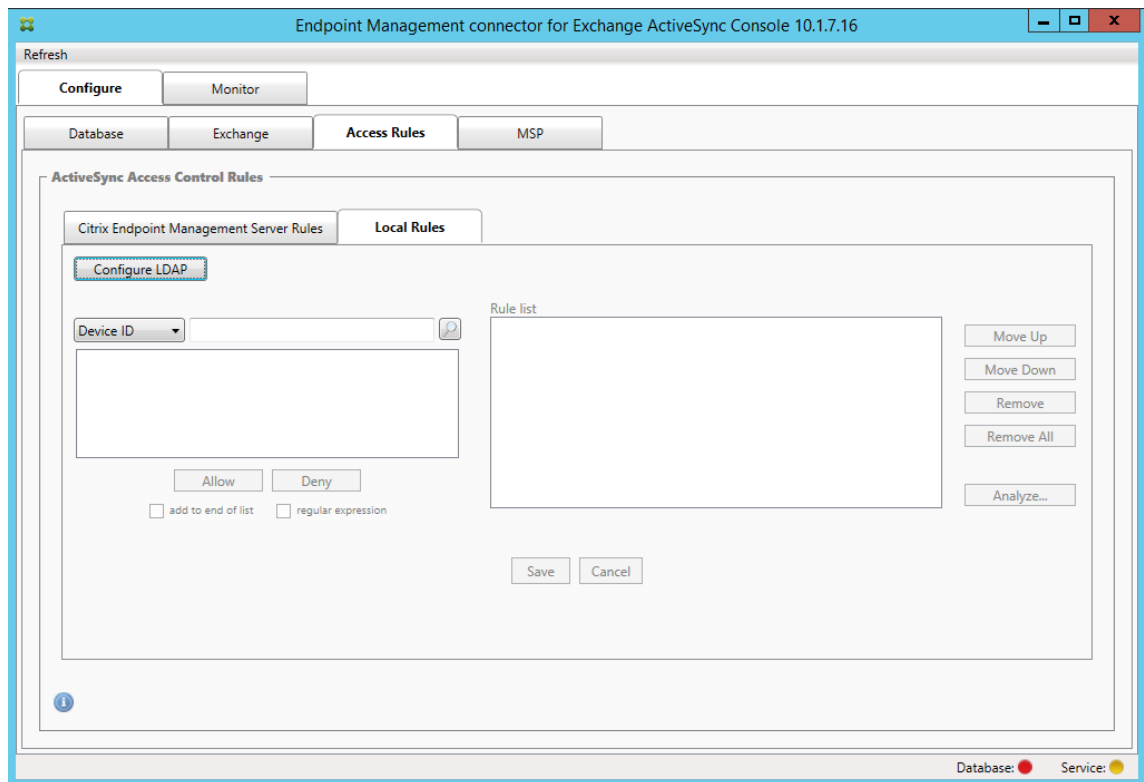 Endpoint Management connector for Exchange ActiveSync Console 10.1.7.16
Refresh
Configure
Monitor
Database
Exchange
Access Rules
MSP
ActiveSync Access Control Rules
Citrix Endpoint Management Server Rules
Local Rules
Configure LDAP
Device ID
Rule list
Move Up
Move Down
Remove
Remove All
Allow
Deny
Analyze...
add to end of list
regular expression
Save
Cancel
Database:
Service: